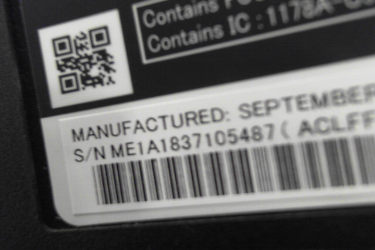 Contains
Contains IC : 1178A-
MANUFACTURED: SEPTEMBER
S/N ME1A1837105487 ( ACLFF